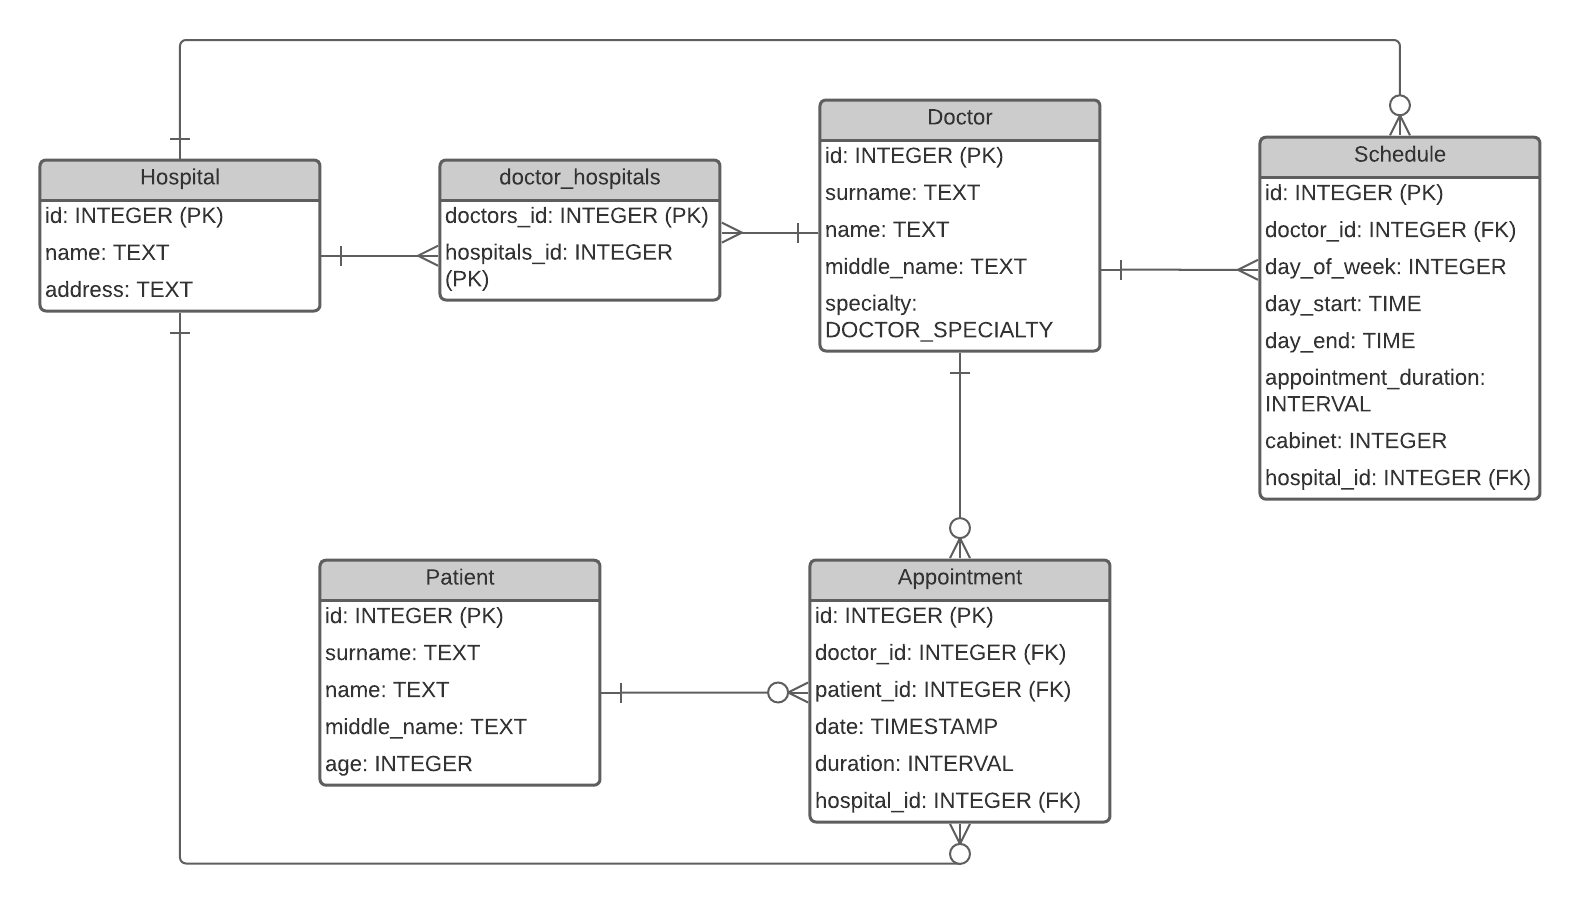 Hospital
id: INTEGER (PK)
name: TEXT
address: TEXT
doctor_hospitals
doctors_id: INTEGER (PK)
hospitals_id: INTEGER
(PK)
Doctor
id: INTEGER (PK)
surname: TEXT
name: TEXT
middle_name: TEXT
specialty:
DOCTOR_SPECIALTY
Schedule
id: INTEGER (PK)
doctor_id: INTEGER (FK)
day_of_week: INTEGER
day_start: TIME
day_end: TIME
appointment_duration:
INTERVAL
cabinet: INTEGER
hospital_id: INTEGER (FK)
Patient
id: INTEGER (PK)
surname: TEXT
name: TEXT
middle_name: TEXT
age: INTEGER
Appointment
id: INTEGER (PK)
doctor_id: INTEGER (FK)
patient_id: INTEGER (FK)
date: TIMESTAMP
duration: INTERVAL
hospital_id: INTEGER (FK)